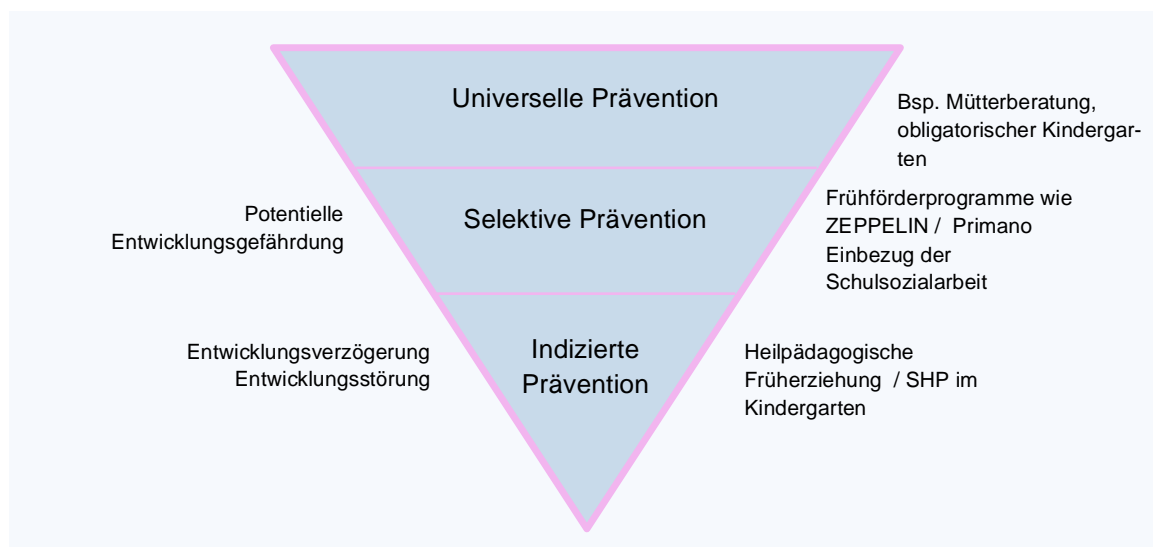 Universelle Prävention
Bsp. Mütterberatung,
obligatorischer Kindergar-
ten
Potentielle
Entwicklungsgefährdung
Selektive Prävention
Frühförderprogramme wie
ZEPPELIN / Primano
Einbezug der
Schulsozialarbeit
Entwicklungsverzögerung
Entwicklungsstörung
Indizierte
Prävention
Heilpädagogische
Früherziehung / SHP im
Kindergarten